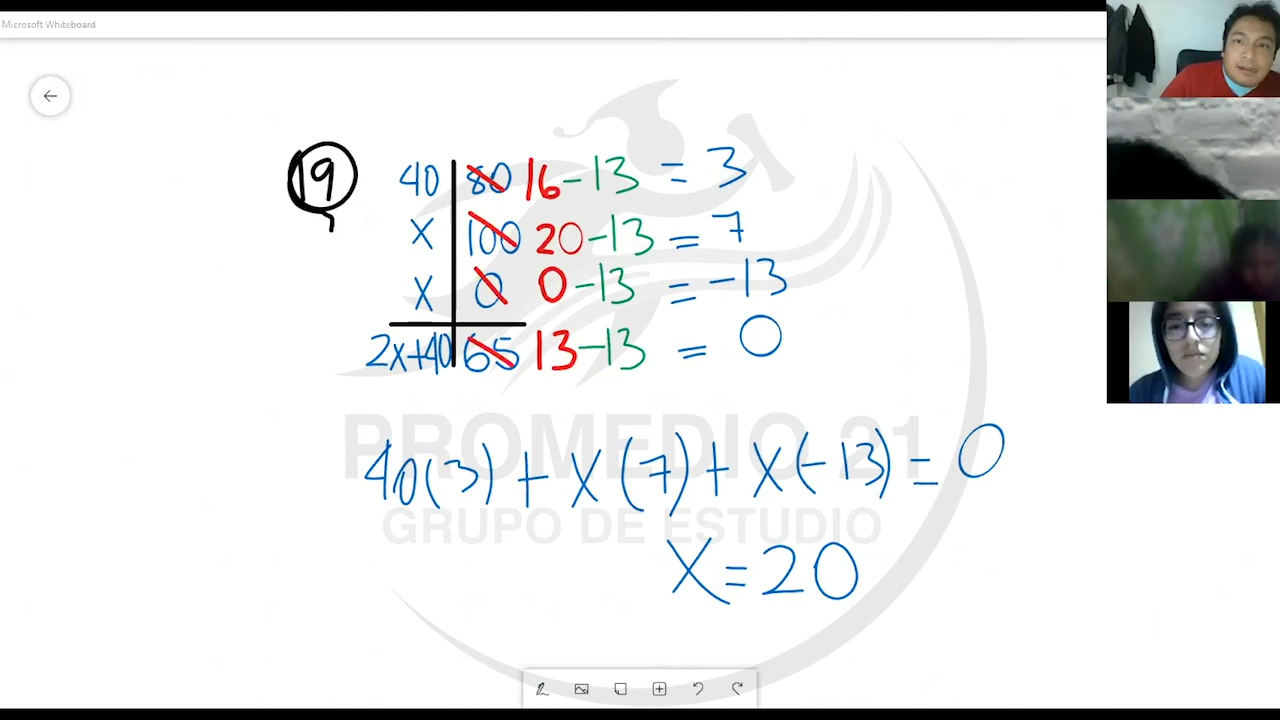 Microsoft Whiteboard
19
40 80 16-13 = 3
X 100 20-13 = 7
X 0 0-13 = -13
2x+40 65 13-13 = 0
PROMEDIO 21
40(3) + X(7) + X(-13) = 0
GRUPO DE ESTUDIO
X = 20